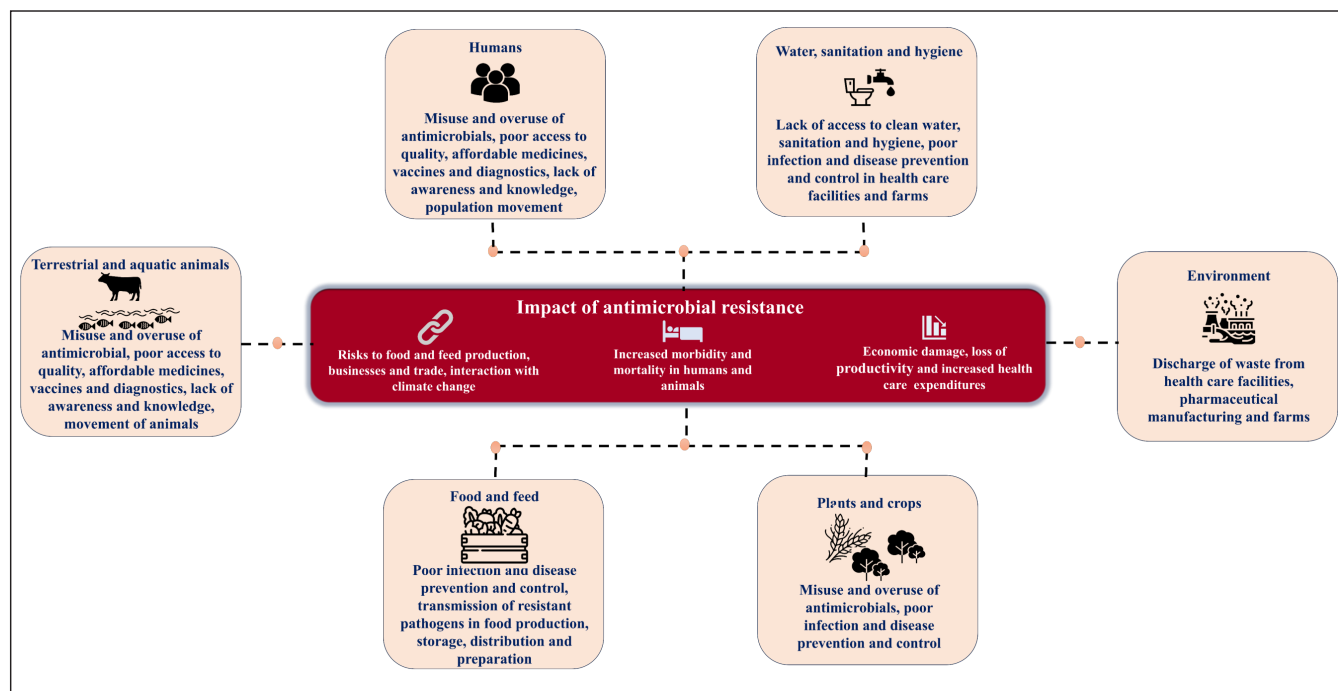 Humans
Misuse and overuse of
antimicrobials, poor access to
quality, affordable medicines,
vaccines and diagnostics, lack of
awareness and knowledge,
population movement
Water, sanitation and hygiene
Lack of access to clean water,
sanitation and hygiene, poor
infection and disease prevention
and control in health care
facilities and farms
Terrestrial and aquatic animals
Misuse and overuse of
antimicrobial, poor access to
quality, affordable medicines,
vaccines and diagnostics, lack of
awareness and knowledge,
movement of animals
Impact of antimicrobial resistance
Risks to food and feed production,
businesses and trade, interaction with
climate change
Increased morbidity and
mortality in humans and
animals
Economic damage, loss of
productivity and increased health
care expenditures
Environment
Discharge of waste from
health care facilities,
pharmaceutical
manufacturing and farms
Food and feed
Poor infection and disease
prevention and control,
transmission of resistant
pathogens in food production,
storage, distribution and
preparation
Plants and crops
Misuse and overuse of
antimicrobials, poor
infection and disease
prevention and control